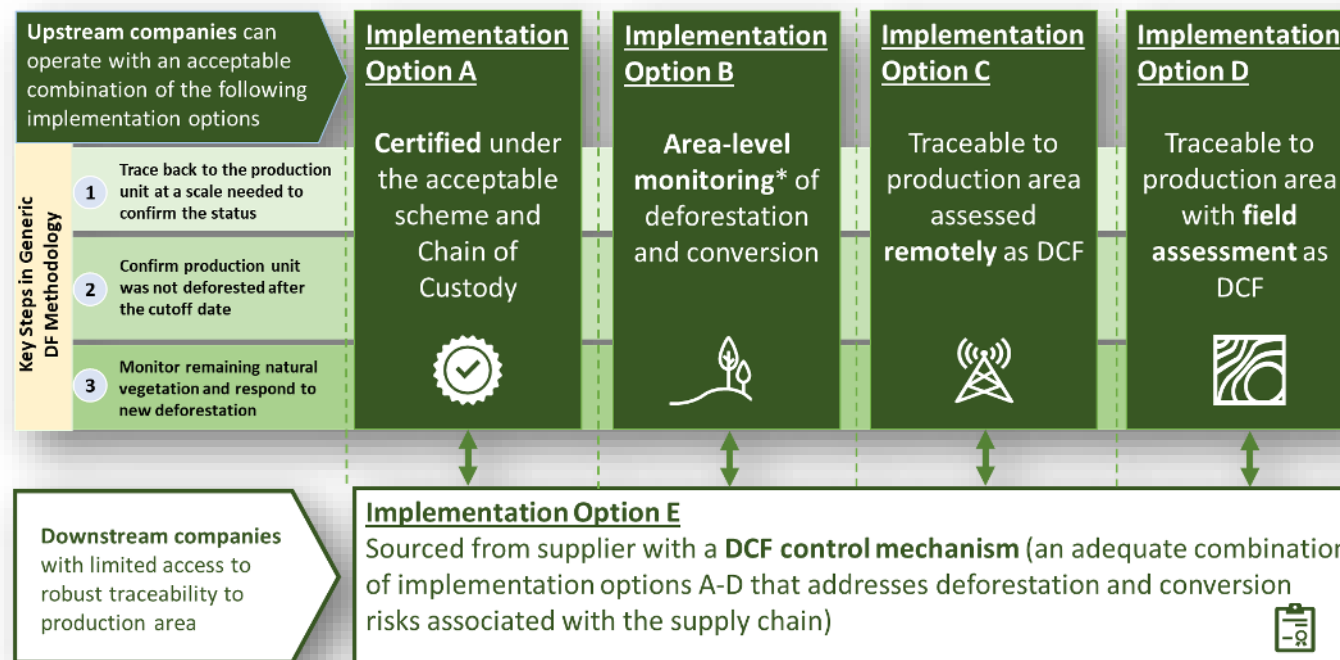 Upstream companies can
operate with an acceptable
combination of the following
implementation options
Key Steps in Generic
DF Methodology
1
Trace back to the production
unit at a scale needed to
confirm the status
2
Confirm production unit
was not deforested after
the cutoff date
3
Monitor remaining natural
vegetation and respond to
new deforestation
Implementation
Option A
Certified under
the acceptable
scheme and
Chain of
Custody
Implementation
Option B
Area-level
monitoring* of
deforestation
and conversion
Implementation
Option C
Traceable to
production area
assessed
remotely as DCF
Implementation
Option D
Traceable to
production area
with field
assessment as
DCF
Downstream companies
with limited access to
robust traceability to
production area
Implementation Option E
Sourced from supplier with a DCF control mechanism (an adequate combination
of implementation options A-D that addresses deforestation and conversion
risks associated with the supply chain)